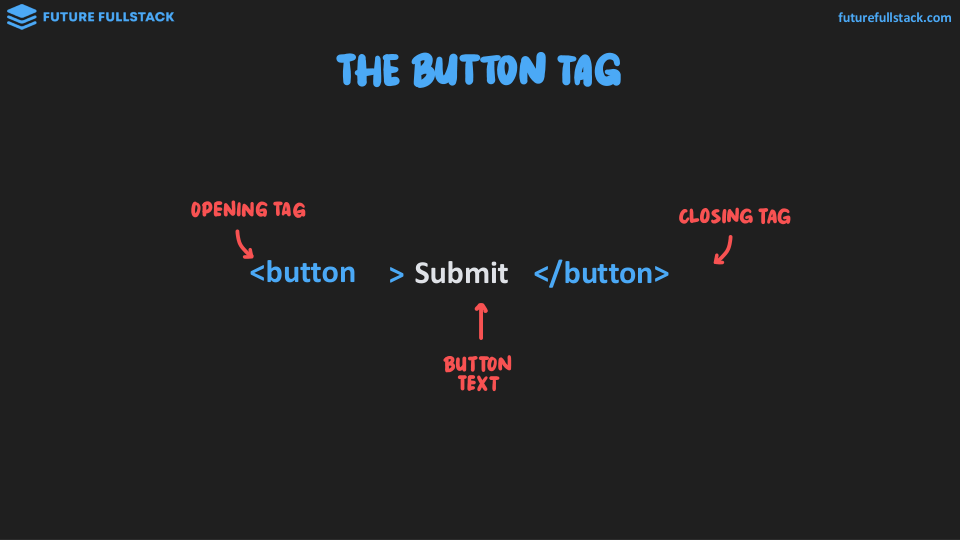 FUTURE FULLSTACK
futurefullstack.com
THE BUTTON TAG
OPENING TAG
CLOSING TAG
<button > Submit </button>
BUTTON
TEXT